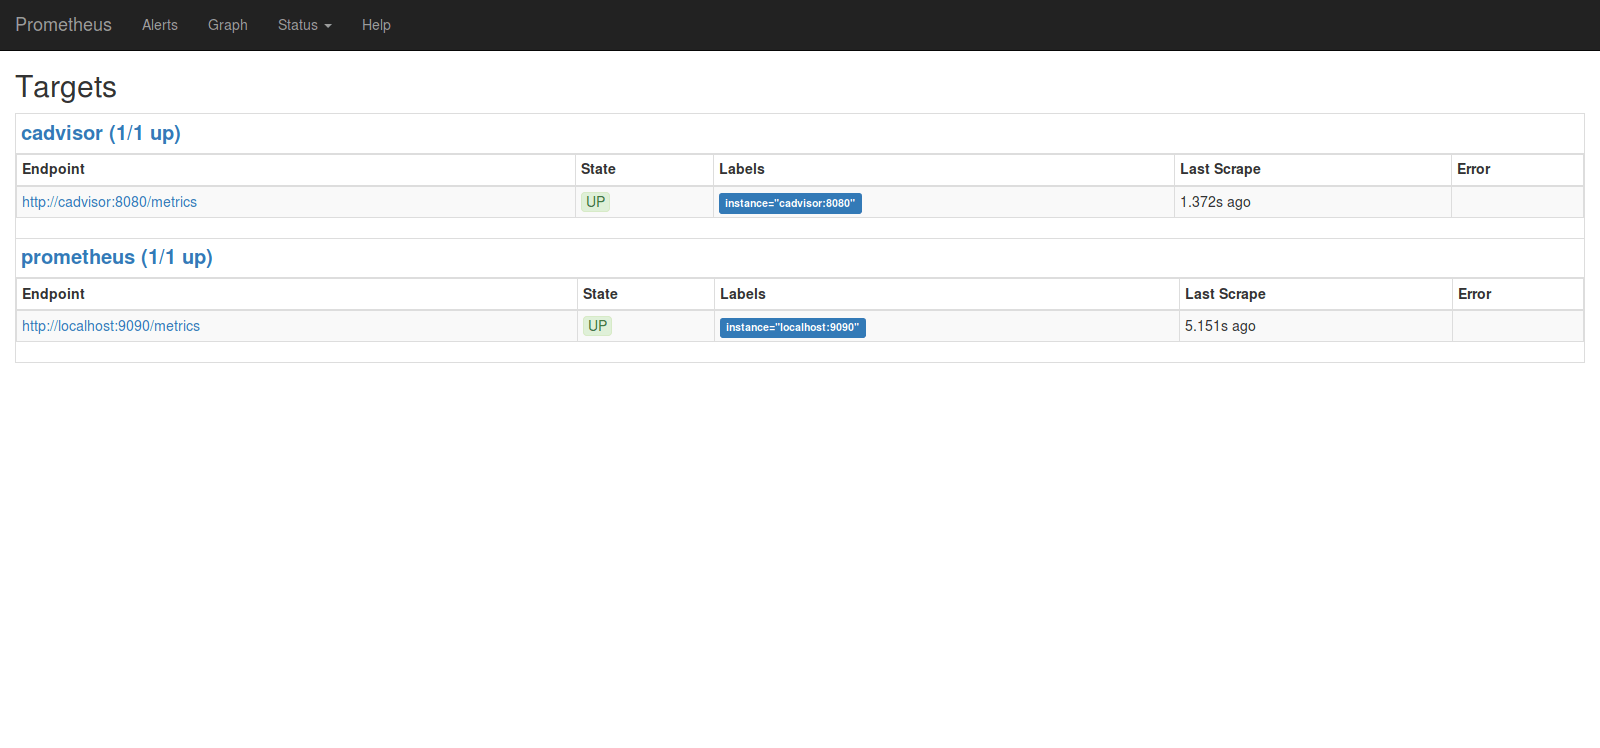 Prometheus Alerts Graph Status Help
Targets
cadvisor (1/1 up)
Endpoint State Labels Last Scrape Error
http://cadvisor:8080/metrics UP instance="cadvisor:8080" 1.372s ago
prometheus (1/1 up)
Endpoint State Labels Last Scrape Error
http://localhost:9090/metrics UP instance="localhost:9090" 5.151s ago